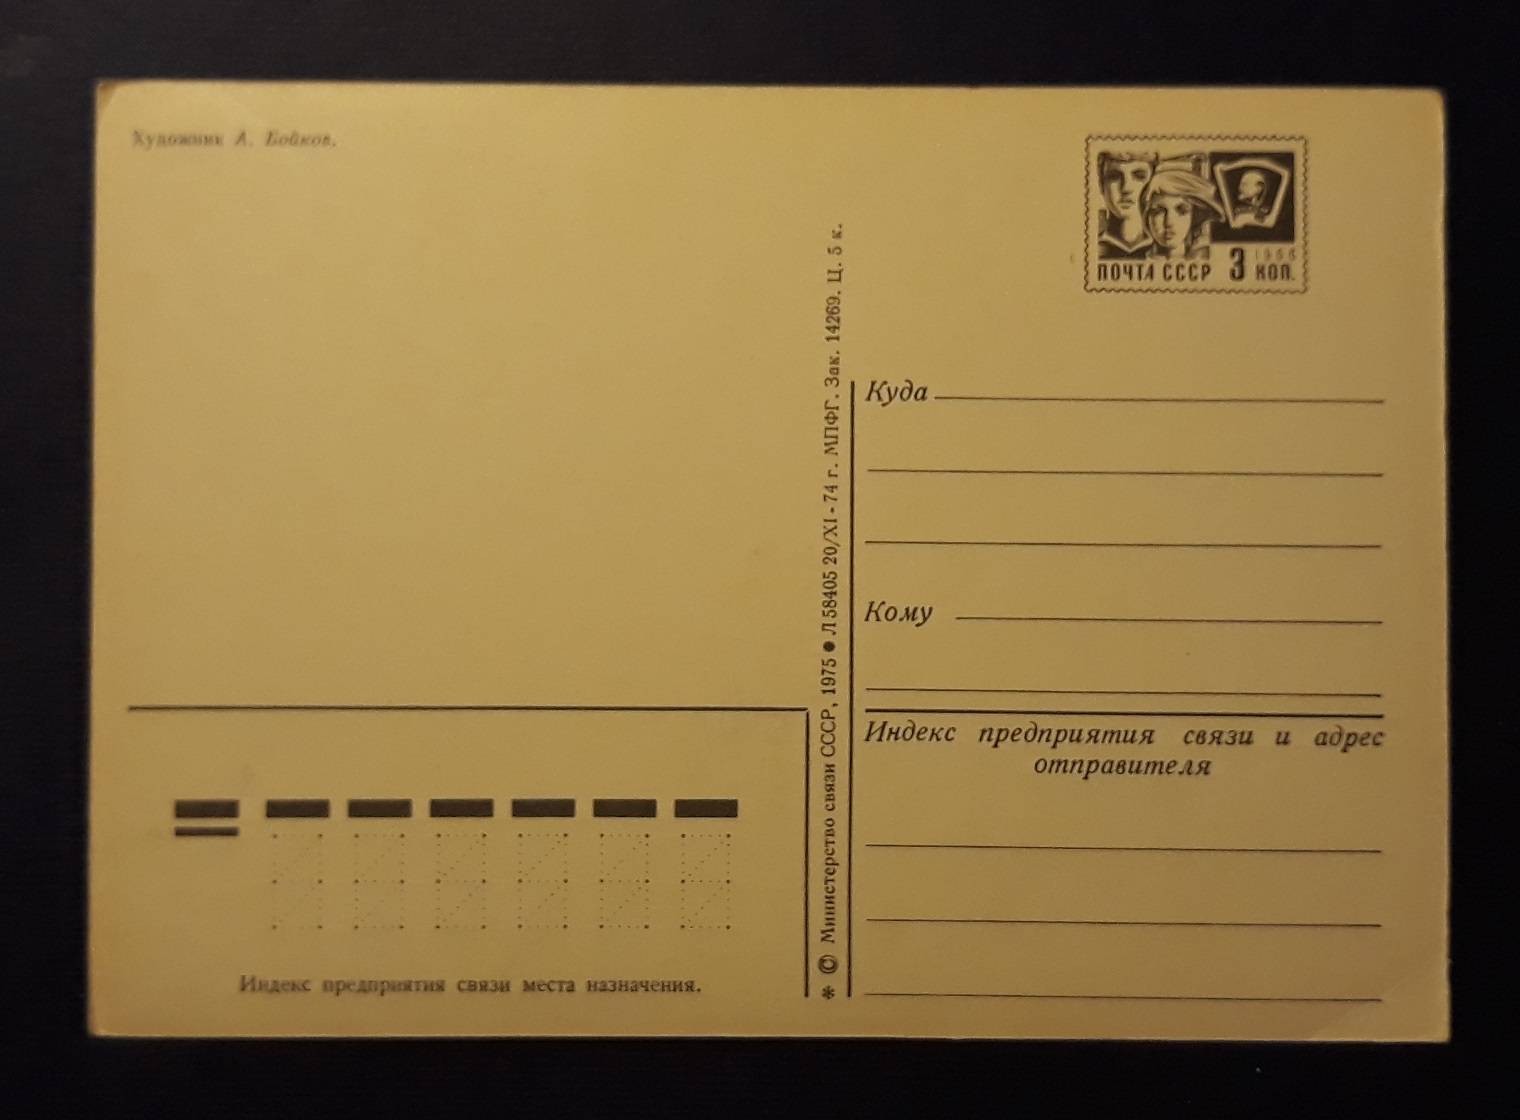 Художник А. Бойков.
1966
ПОЧТА СССР 3 КОП.
Куда
Кому
Индекс предприятия связи и адрес
отправителя
* © Министерство связи СССР, 1975 ● Л 58405 20/XI - 74 г. МПФГ. Зак. 14269. Ц. 5 к.
Индекс предприятия связи места назначения.